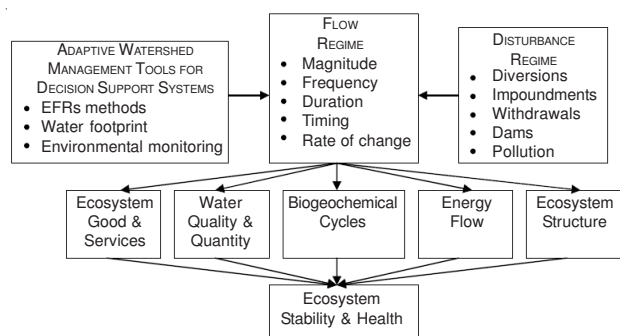 ADAPTIVE WATERSHED
MANAGEMENT TOOLS FOR
DECISION SUPPORT SYSTEMS
• EFRs methods
• Water footprint
• Environmental monitoring
FLOW
REGIME
• Magnitude
• Frequency
• Duration
• Timing
• Rate of change
DISTURBANCE
REGIME
• Diversions
• Impoundments
• Withdrawals
• Dams
• Pollution
Ecosystem
Good &
Services
Water
Quality &
Quantity
Biogeochemical
Cycles
Energy
Flow
Ecosystem
Structure
Ecosystem
Stability & Health